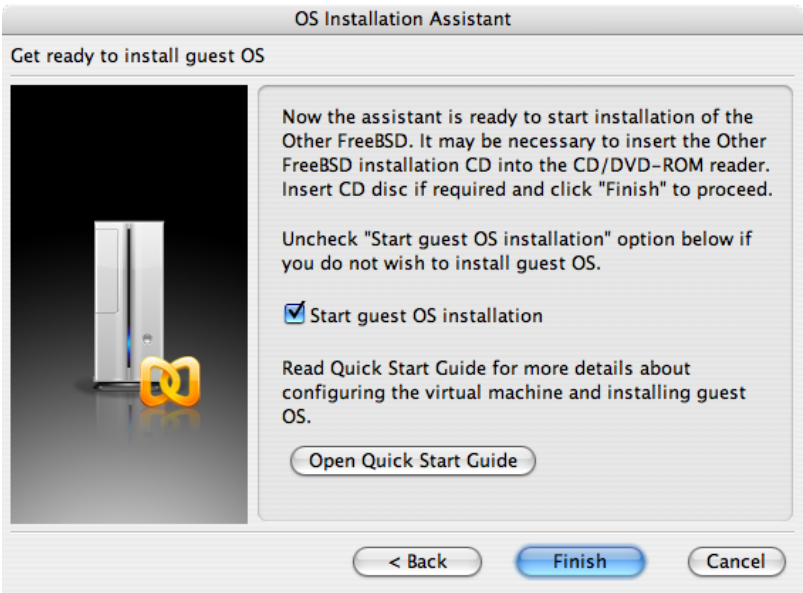 OS Installation Assistant
Get ready to install guest OS
Now the assistant is ready to start installation of the
Other FreeBSD. It may be necessary to insert the Other
FreeBSD installation CD into the CD/DVD-ROM reader.
Insert CD disc if required and click "Finish" to proceed.
Uncheck "Start guest OS installation" option below if
you do not wish to install guest OS.
Start guest OS installation
Read Quick Start Guide for more details about
configuring the virtual machine and installing guest
OS.
Open Quick Start Guide
< Back
Finish
Cancel